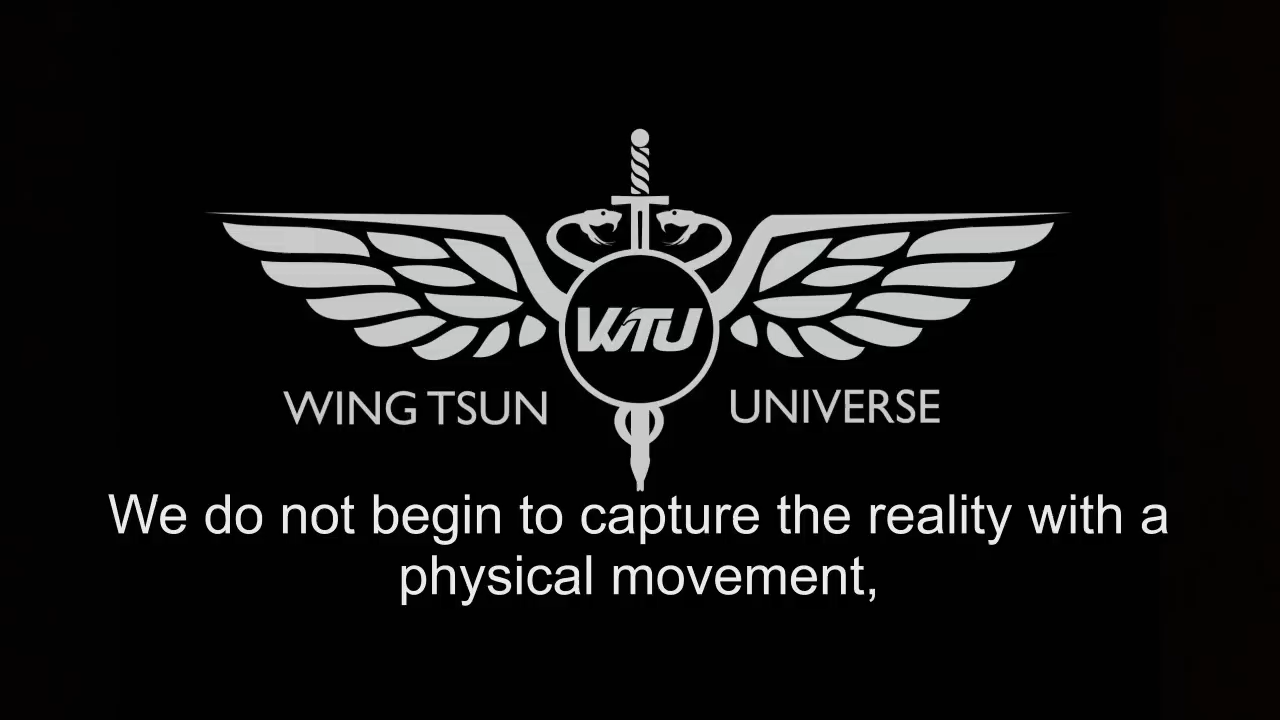 WTU
WING TSUN UNIVERSE
We do not begin to capture the reality with a
physical movement,